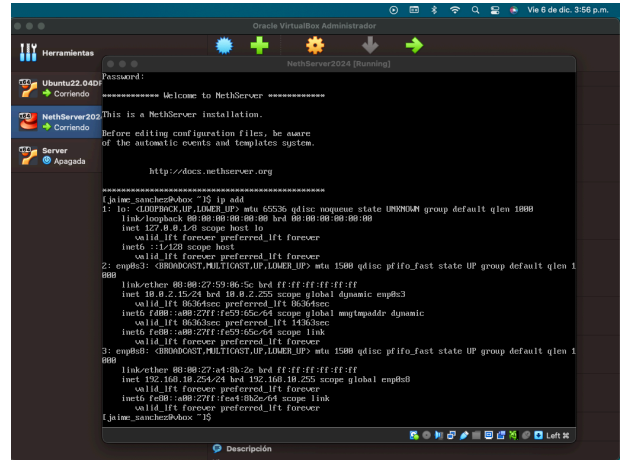 Vie 6 de dic. 3:56 p.m.
Oracle VirtualBox Administrador
Herramientas
NethServer2024 [Running]
Ubuntu22.04DF
Corriendo
NethServer202
Corriendo
Server
Apagada
Password:
************ Welcome to NethServer ************
This is a NethServer installation.
Before editing configuration files, be aware
of the automatic events and templates system.
http://docs.nethserver.org
***********************************************
[jaime_sanchez@vbox ~]$ ip add
1: lo: <LOOPBACK,UP,LOWER_UP> mtu 65536 qdisc noqueue state UNKNOWN group default qlen 1000
link/loopback 00:00:00:00:00:00 brd 00:00:00:00:00:00
inet 127.0.0.1/8 scope host lo
valid_lft forever preferred_lft forever
inet6 ::1/128 scope host
valid_lft forever preferred_lft forever
2: enp0s3: <BROADCAST,MULTICAST,UP,LOWER_UP> mtu 1500 qdisc pfifo_fast state UP group default qlen 1
000
link/ether 08:00:27:59:06:5c brd ff:ff:ff:ff:ff:ff
inet 10.0.2.15/24 brd 10.0.2.255 scope global dynamic enp0s3
valid_lft 86364sec preferred_lft 86364sec
inet6 fd00::a00:27ff:fe59:65c/64 scope global mngtmpaddr dynamic
valid_lft 86363sec preferred_lft 14363sec
inet6 fe80::a00:27ff:fe59:65c/64 scope link
valid_lft forever preferred_lft forever
3: enp0s8: <BROADCAST,MULTICAST,UP,LOWER_UP> mtu 1500 qdisc pfifo_fast state UP group default qlen 1
000
link/ether 08:00:27:a4:8b:2e brd ff:ff:ff:ff:ff:ff
inet 192.168.10.254/24 brd 192.168.10.255 scope global enp0s8
valid_lft forever preferred_lft forever
inet6 fe80::a00:27ff:fea4:8b2e/64 scope link
valid_lft forever preferred_lft forever
[jaime_sanchez@vbox ~]$
Left ⌘
Descripción